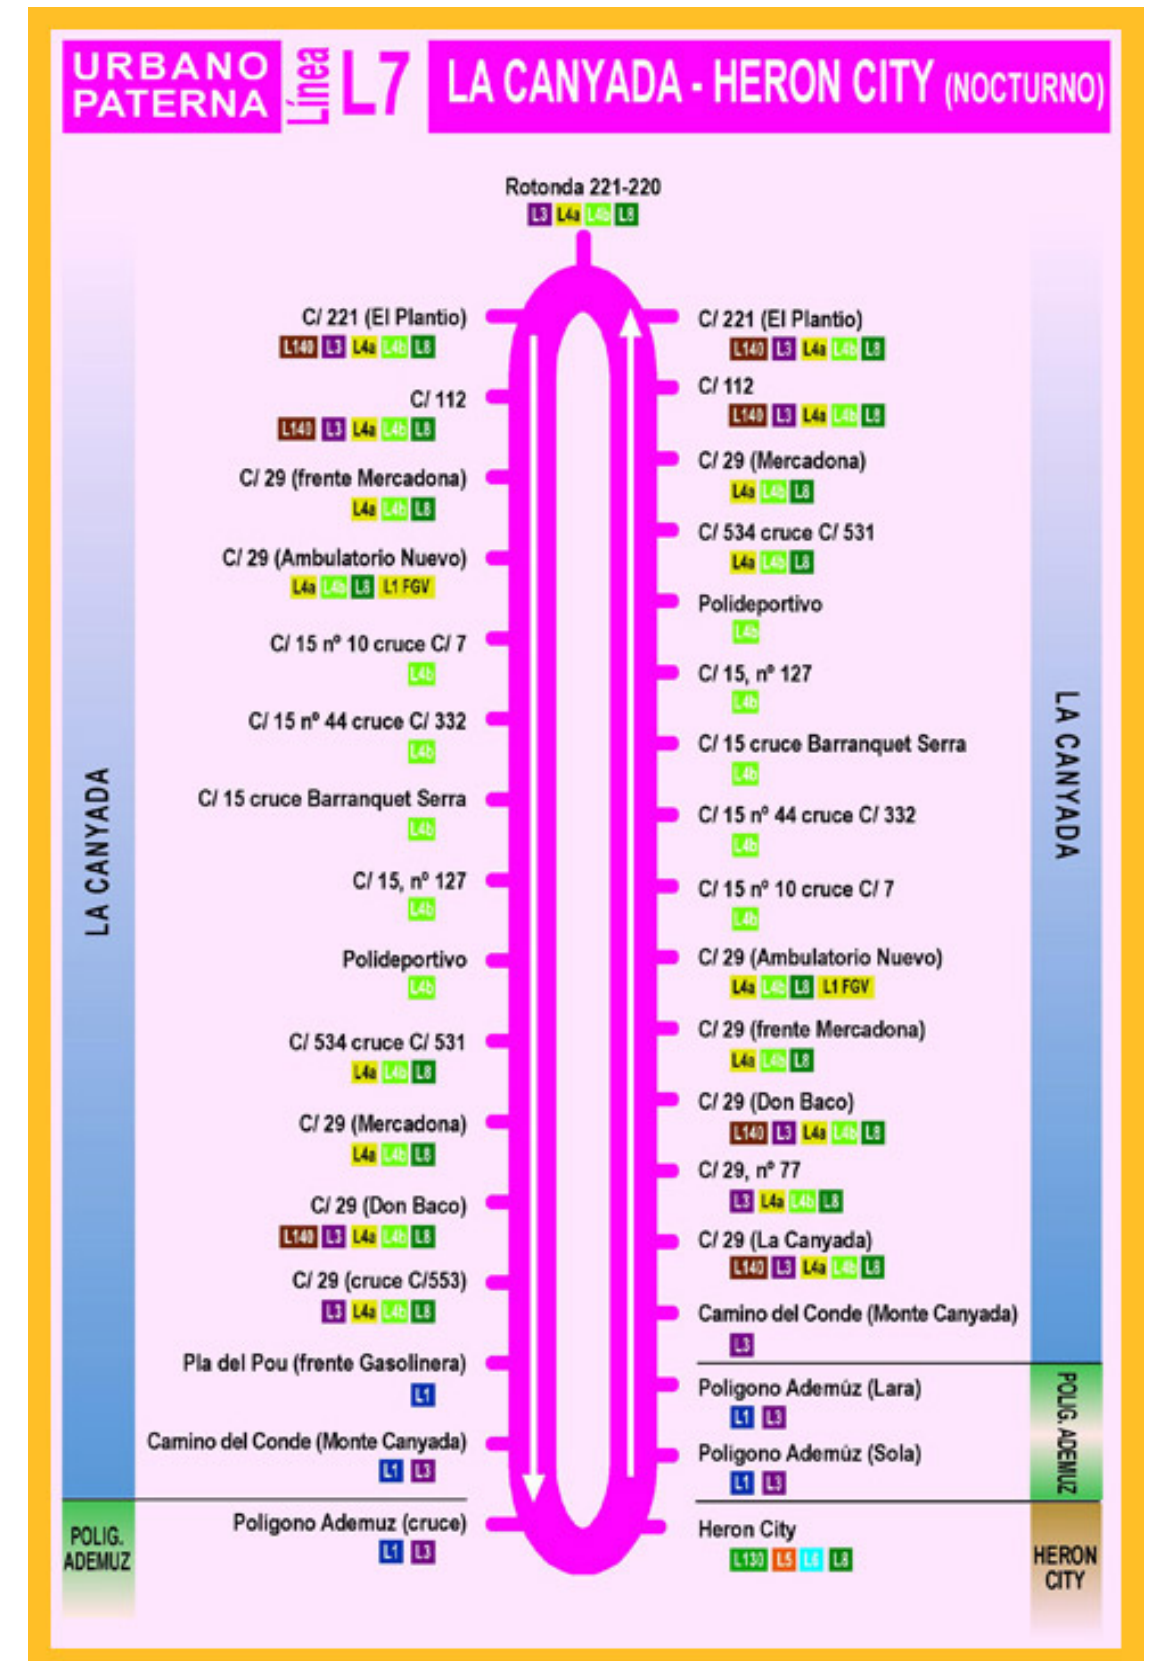 URBANO
PATERNA
Línea
L7
LA CANYADA - HERON CITY (NOCTURNO)
Rotonda 221-220
L3 L4a L4b L8
C/ 221 (El Plantio)
L140 L3 L4a L4b L8
C/ 112
L140 L3 L4a L4b L8
C/ 29 (frente Mercadona)
L4a L4b L8
C/ 29 (Ambulatorio Nuevo)
L4a L4b L8 L1 FGV
C/ 15 nº 10 cruce C/ 7
L4b
C/ 15 nº 44 cruce C/ 332
L4b
C/ 15 cruce Barranquet Serra
L4b
C/ 15, nº 127
L4b
Polideportivo
L4b
C/ 534 cruce C/ 531
L4a L4b L8
C/ 29 (Mercadona)
L4a L4b L8
C/ 29 (Don Baco)
L140 L3 L4a L4b L8
C/ 29 (cruce C/553)
L3 L4a L4b L8
Pla del Pou (frente Gasolinera)
L1
Camino del Conde (Monte Canyada)
L1 L3
Poligono Ademuz (cruce)
L1 L3
LA CANYADA
POLIG.
ADEMUZ
C/ 221 (El Plantio)
L140 L3 L4a L4b L8
C/ 112
L140 L3 L4a L4b L8
C/ 29 (Mercadona)
L4a L4b L8
C/ 534 cruce C/ 531
L4a L4b L8
Polideportivo
L4b
C/ 15, nº 127
L4b
C/ 15 cruce Barranquet Serra
L4b
C/ 15 nº 44 cruce C/ 332
L4b
C/ 15 nº 10 cruce C/ 7
L4b
C/ 29 (Ambulatorio Nuevo)
L4a L4b L8 L1 FGV
C/ 29 (frente Mercadona)
L4a L4b L8
C/ 29 (Don Baco)
L140 L3 L4a L4b L8
C/ 29, nº 77
L3 L4a L4b L8
C/ 29 (La Canyada)
L140 L3 L4a L4b L8
Camino del Conde (Monte Canyada)
L3
Poligono Ademúz (Lara)
L1 L3
Poligono Ademúz (Sola)
L1 L3
Heron City
L130 L5 L6 L8
LA CANYADA
POLIG. ADEMUZ
HERON
CITY